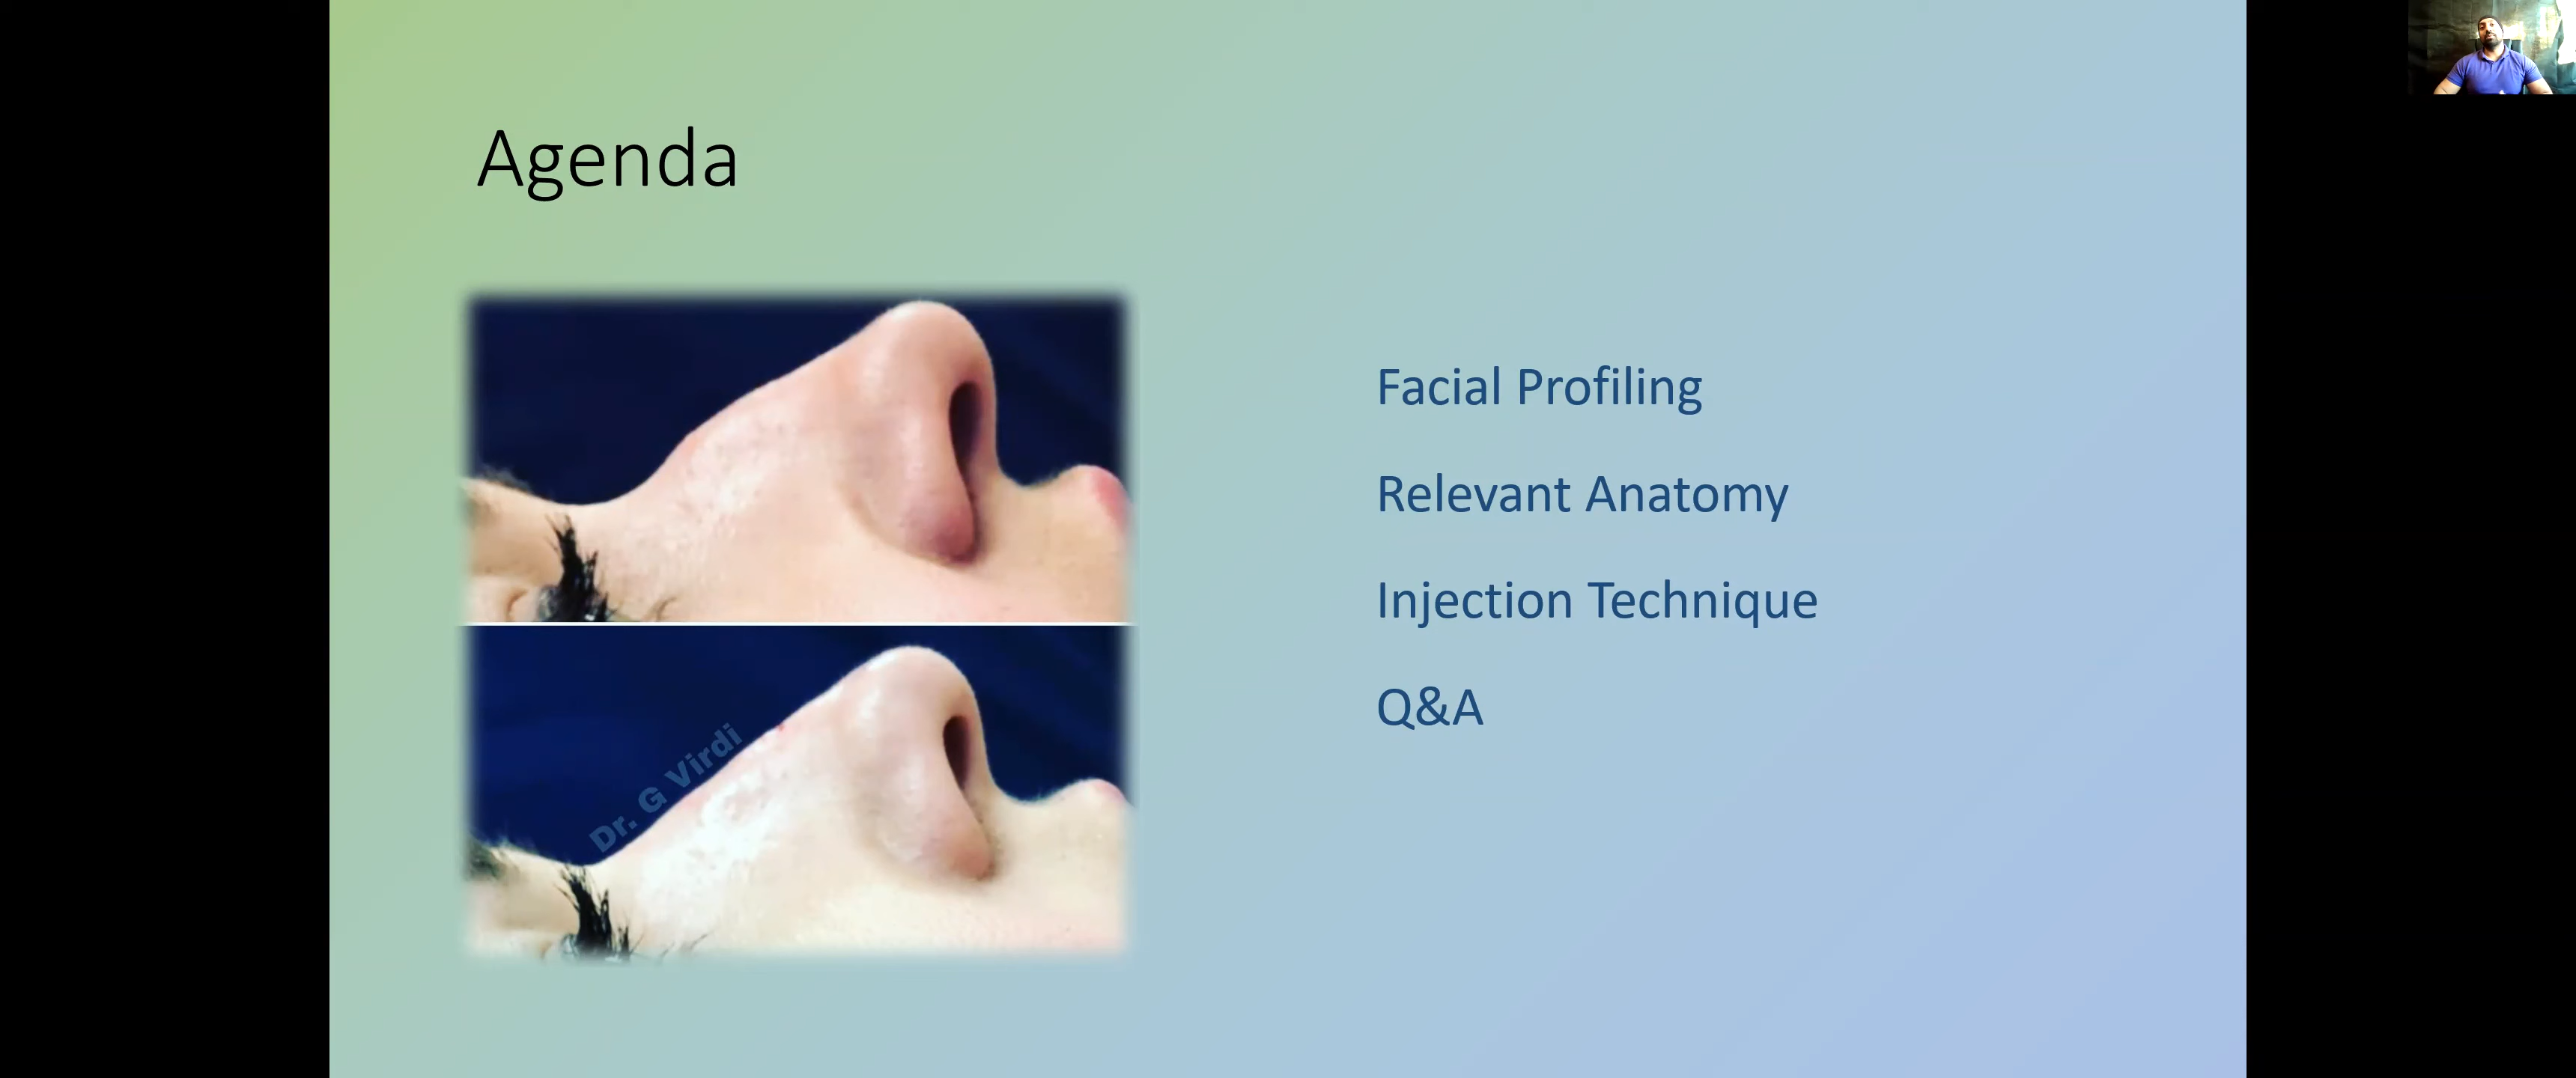 Agenda
Facial Profiling
Relevant Anatomy
Injection Technique
Q&A
Dr. G Virdi